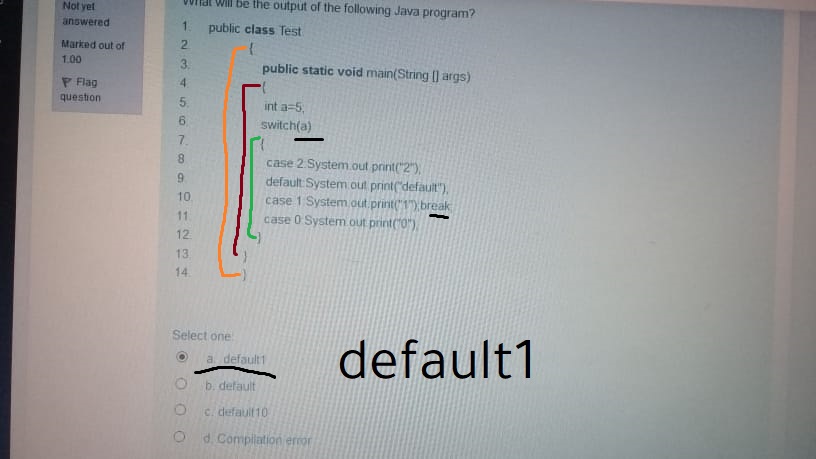 Not yet
answered
Marked out of
1.00
Flag
question
What will be the output of the following Java program?
1. public class Test
2. {
3. public static void main(String [] args)
4. {
5. int a=5;
6. switch(a)
7. {
8. case 2:System.out.print("2");
9. default:System.out.print("default");
10. case 1:System.out.print("1");break;
11. case 0:System.out.print("0");
12. }
13. }
14. }
Select one:
a. default1
b. default
c. default10
d. Compilation error
default1